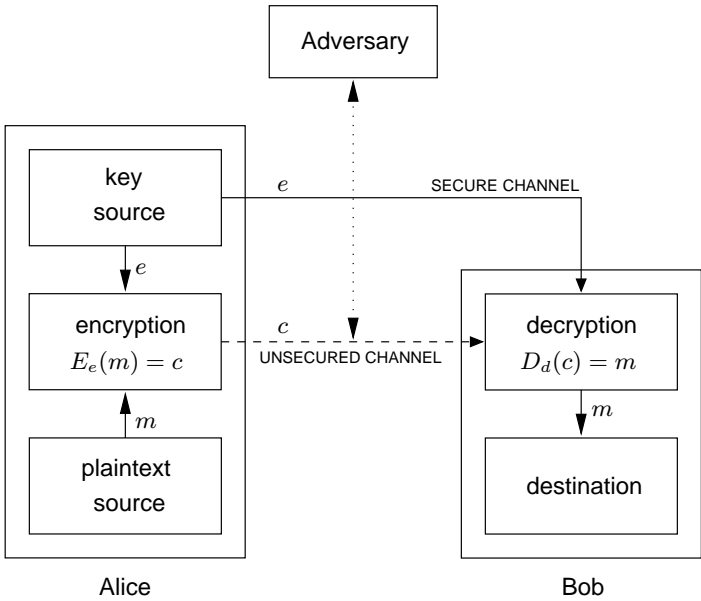 Adversary
key
source
e
SECURE CHANNEL
e
encryption
E_e(m) = c
c
UNSECURED CHANNEL
decryption
D_d(c) = m
m
m
plaintext
source
destination
Alice
Bob